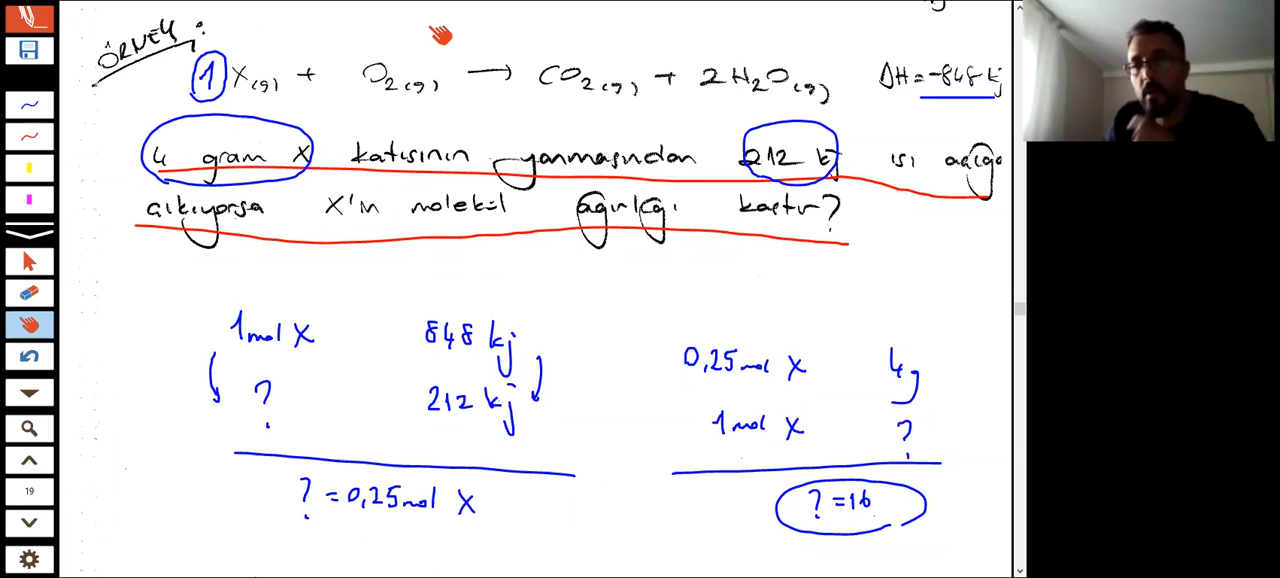 ÖRNEK:
1 X(g) + O2(g) → CO2(g) + 2H2O(g) ΔH = -848 kj
4 gram X katısının yanmasından 212 kj ısı açığa
çıkıyorsa X'in molekül ağırlığı kaçtır?
1 mol X 848 kj
? 212 kj
? = 0,25 mol X
0,25 mol X 4g
1 mol X ?
? = 16
19